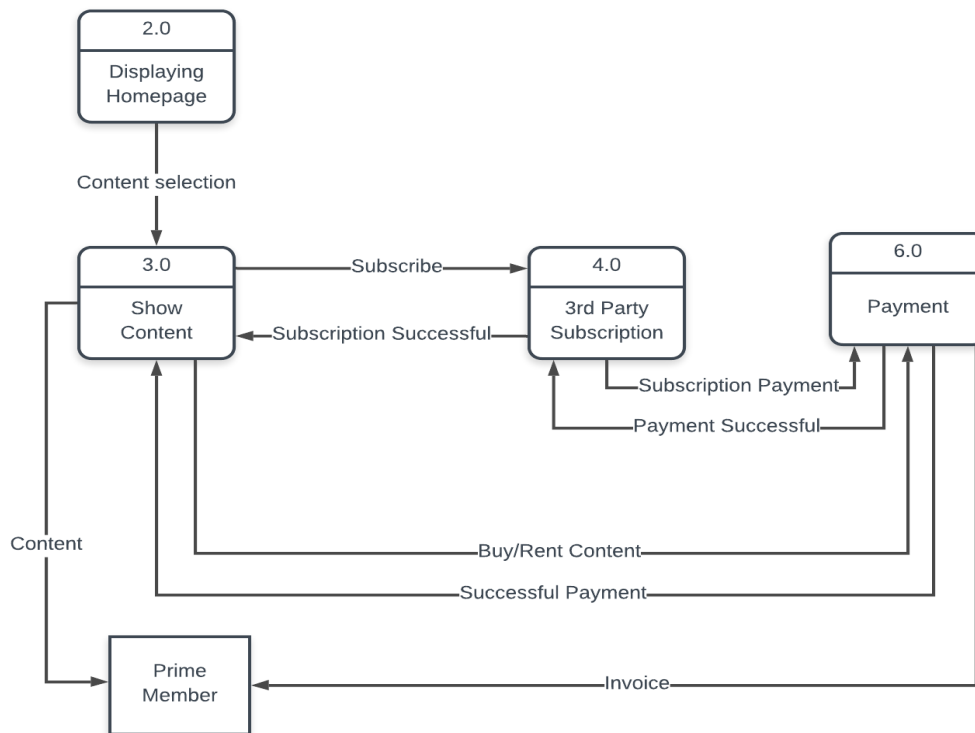 2.0
Displaying
Homepage
Content selection
3.0
Show
Content
Subscribe
4.0
3rd Party
Subscription
6.0
Payment
Subscription Successful
Subscription Payment
Payment Successful
Content
Buy/Rent Content
Successful Payment
Prime
Member
Invoice